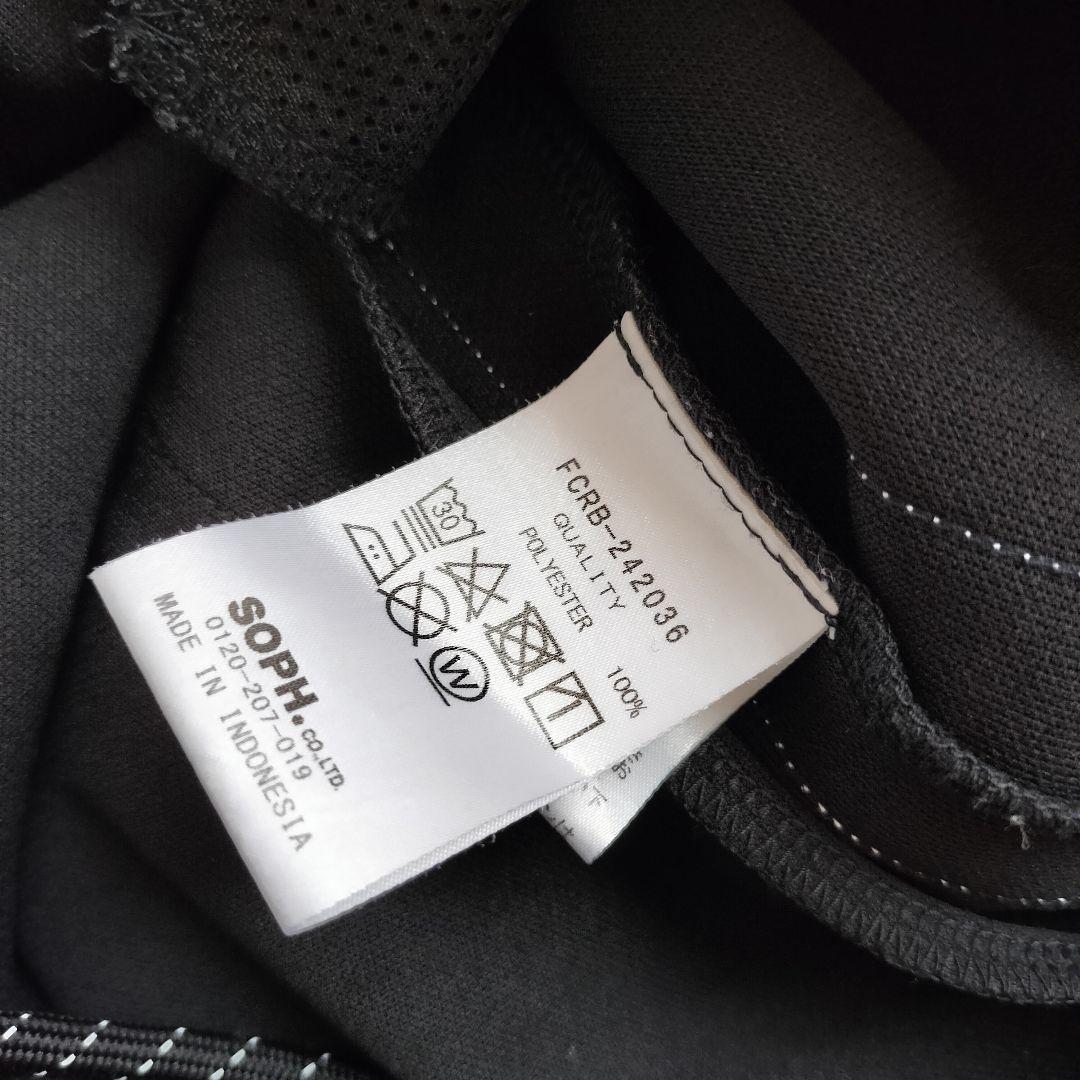 FCRB-242036
QUALITY
POLYESTER 100%
30
W
SOPH. CO.,LTD.
0120-207-019
MADE IN INDONESIA